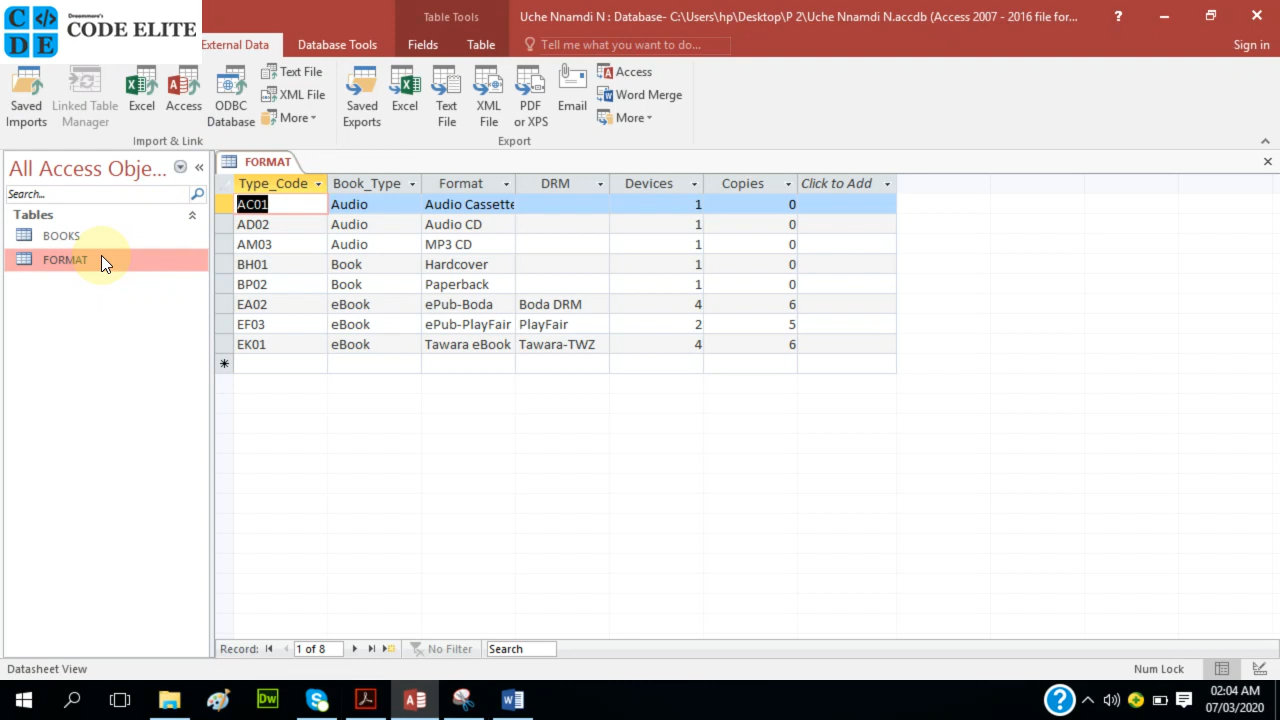 Dreammore's
CODE ELITE
C </>
D E
Table Tools
Uche Nnamdi N : Database- C:\Users\hp\Desktop\P 2\Uche Nnamdi N.accdb (Access 2007 - 2016 file for...
?
External Data Database Tools Fields Table Tell me what you want to do... Sign in
Saved Imports
Linked Table Manager
Excel
Access
ODBC Database
Text File
XML File
More
Import & Link
Saved Exports
Excel
Text File
XML File
PDF or XPS
Email
Access
Word Merge
More
Export
All Access Obje... «
Search...
Tables
BOOKS
FORMAT
FORMAT
Type_Code Book_Type Format DRM Devices Copies Click to Add
AC01 Audio Audio Cassette 1 0
AD02 Audio Audio CD 1 0
AM03 Audio MP3 CD 1 0
BH01 Book Hardcover 1 0
BP02 Book Paperback 1 0
EA02 eBook ePub-Boda Boda DRM 4 6
EF03 eBook ePub-PlayFair PlayFair 2 5
EK01 eBook Tawara eBook Tawara-TWZ 4 6
Record: 1 of 8 No Filter Search
Datasheet View Num Lock
Dw
02:04 AM
07/03/2020